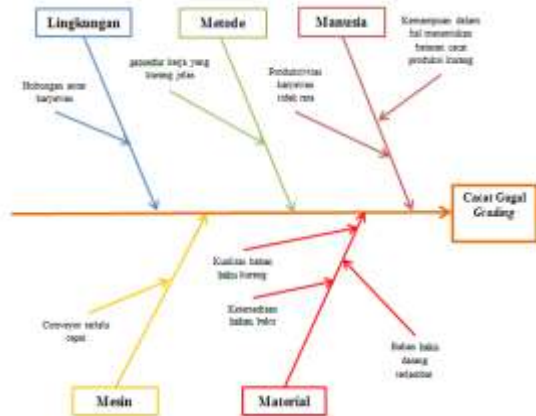 Lingkungan
Metode
Manusia
Kemampuan dalam
hal menentukan
batasan cacat
produksi kurang
Hubungan antar
karyawan
prosedur kerja yang
kurang jelas
Produktivitas
karyawan
tidak rata
Cacat Gagal
Grading
Kualitas bahan
baku kurang
Ketersediaan
bahan baku
Conveyor terlalu
cepat
Bahan baku
datang
terlambat
Mesin
Material